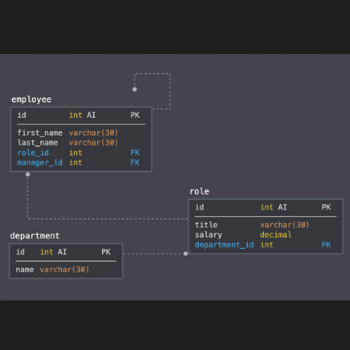 employee
id int AI PK
first_name varchar(30)
last_name varchar(30)
role_id int FK
manager_id int FK
role
id int AI PK
title varchar(30)
salary decimal
department_id int FK
department
id int AI PK
name varchar(30)